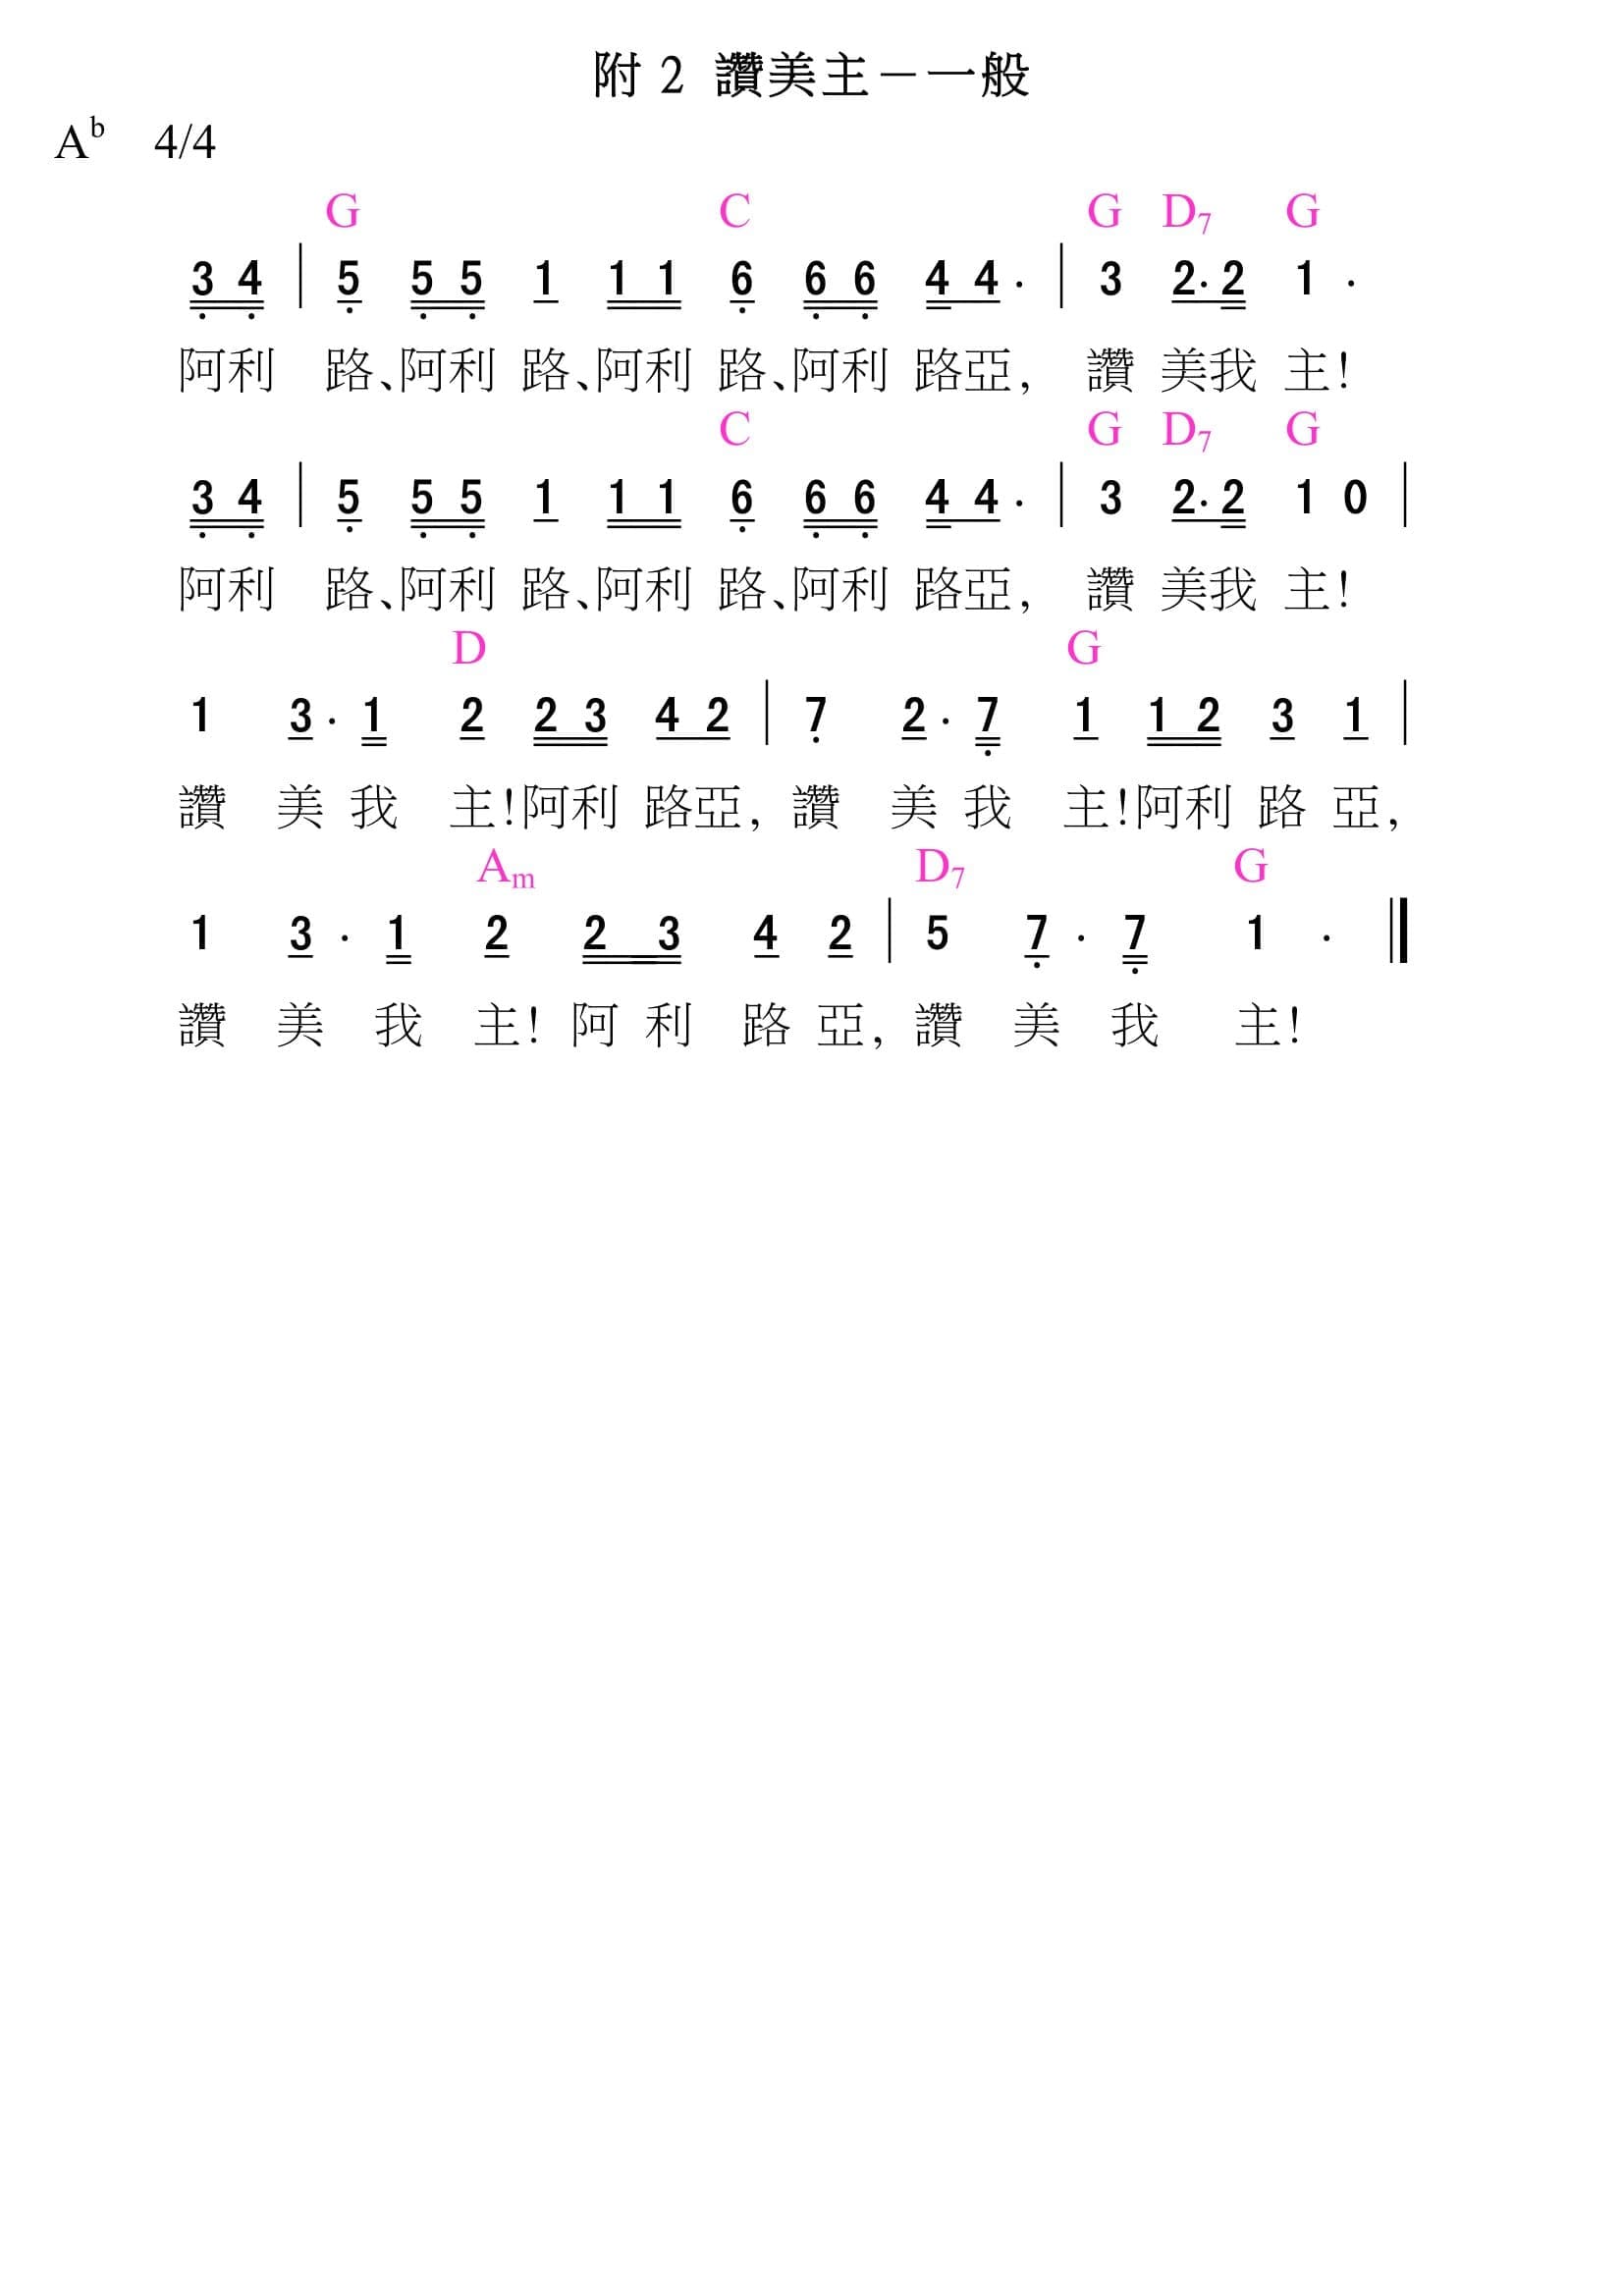 附 2 讚美主－一般
A♭ 4/4
G C G D7 G
3 4 | 5 5 5 1 1 1 6 6 6 4 4 · | 3 2·2 1 ·
阿利 路、阿利 路、阿利 路、阿利 路亞, 讚 美我 主!
C G D7 G
3 4 | 5 5 5 1 1 1 6 6 6 4 4 · | 3 2·2 1 0 |
阿利 路、阿利 路、阿利 路、阿利 路亞, 讚 美我 主!
D G
1 3 · 1 2 2 3 4 2 | 7 2 · 7 1 1 2 3 1 |
讚 美 我 主!阿利 路亞, 讚 美 我 主!阿利 路 亞,
Am D7 G
1 3 · 1 2 2 3 4 2 | 5 7 · 7 1 · ‖
讚 美 我 主! 阿 利 路 亞, 讚 美 我 主!